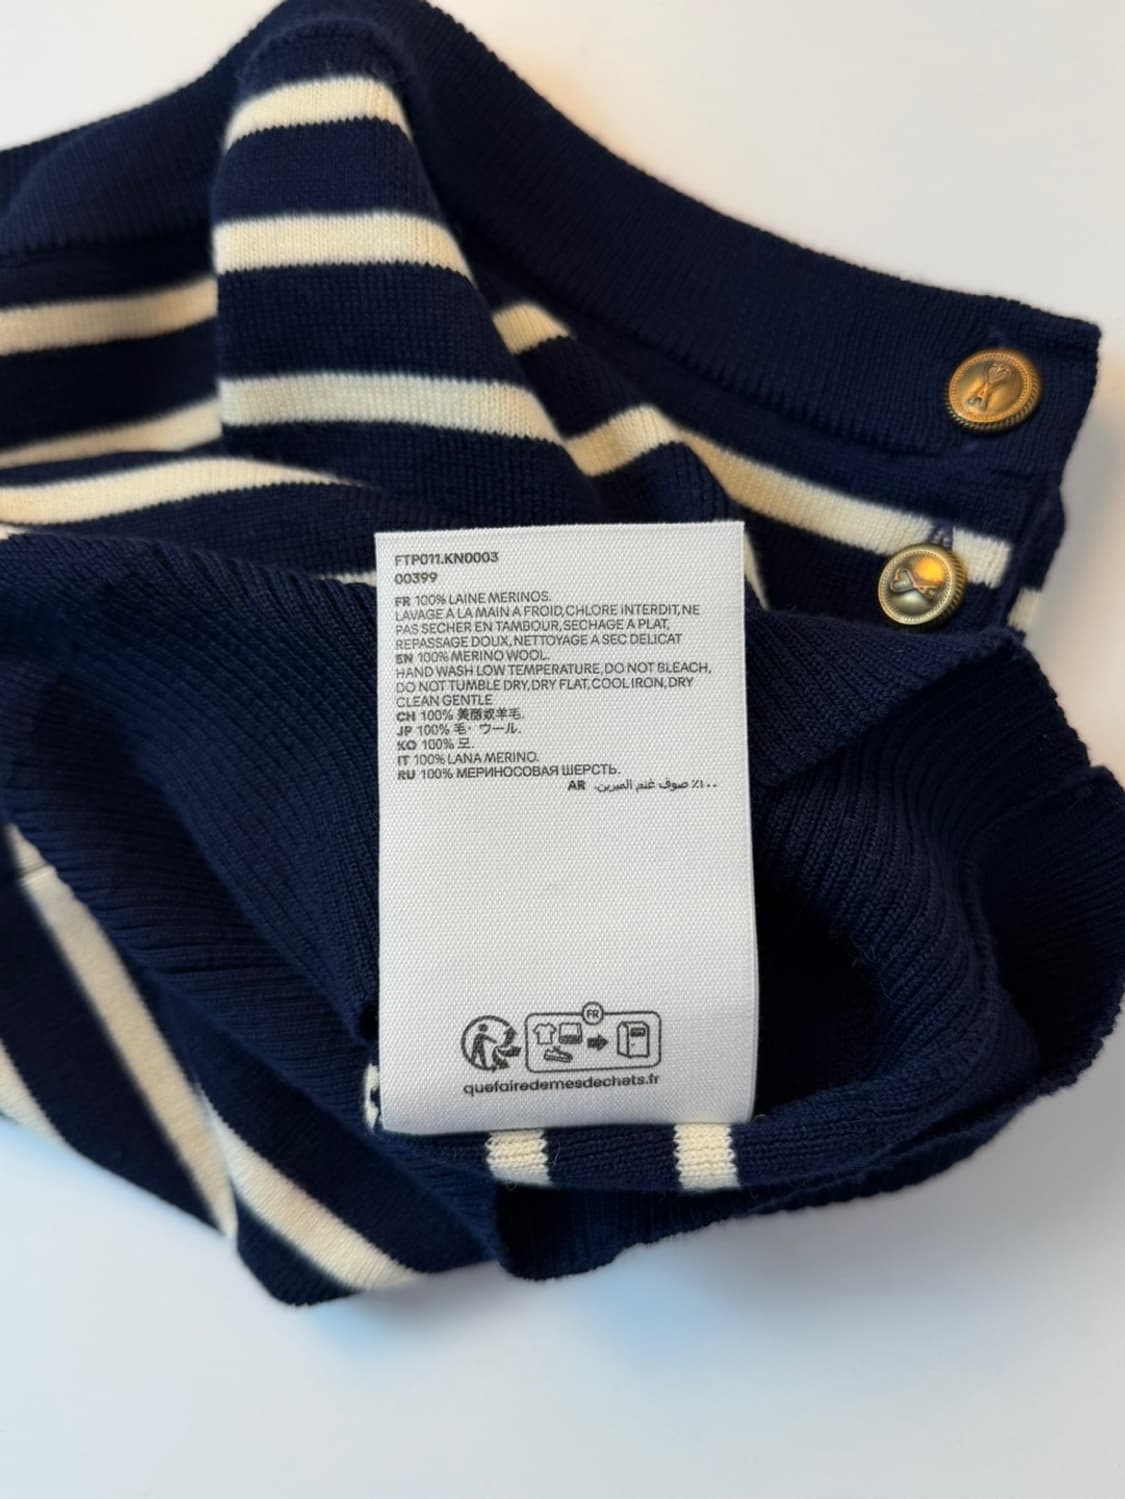 FTP011.KN0003
00399
FR 100% LAINE MERINOS.
LAVAGE A LA MAIN A FROID, CHLORE INTERDIT, NE
PAS SECHER EN TAMBOUR, SECHAGE A PLAT,
REPASSAGE DOUX, NETTOYAGE A SEC DELICAT
EN 100% MERINO WOOL.
HAND WASH LOW TEMPERATURE, DO NOT BLEACH,
DO NOT TUMBLE DRY, DRY FLAT, COOL IRON, DRY
CLEAN GENTLE
CH 100% 美丽奴羊毛.
JP 100% 毛・ウール.
KO 100% 모.
IT 100% LANA MERINO.
RU 100% МЕРИНОСОВАЯ ШЕРСТЬ.
AR ١٠٠٪ صوف غنم الميرين.
FR
quefairedemesdechets.fr